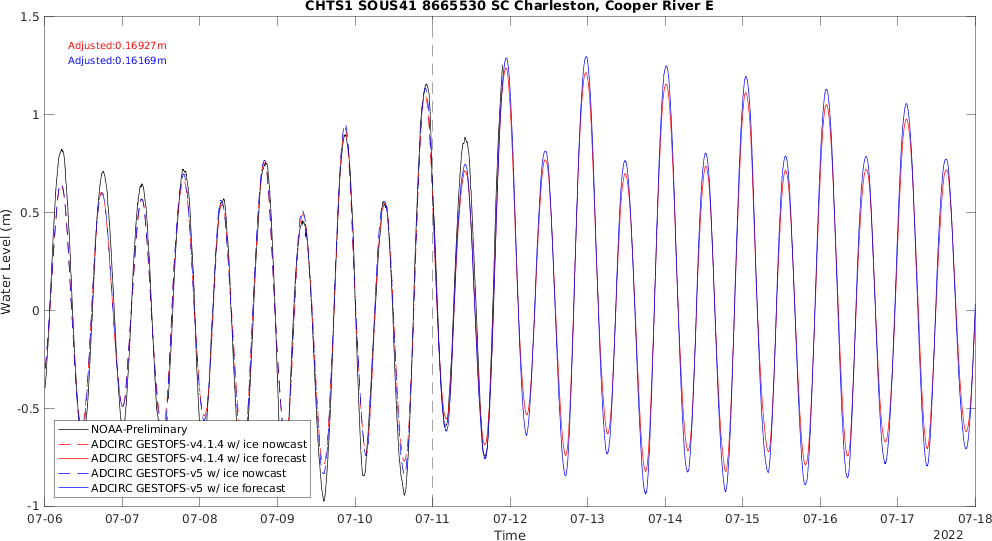 CHTS1 SOUS41 8665530 SC Charleston, Cooper River E
1.5
Adjusted:0.16927m
Adjusted:0.16169m
1
0.5
0
-0.5
-1
Water Level (m)
NOAA-Preliminary
ADCIRC GESTOFS-v4.1.4 w/ ice nowcast
ADCIRC GESTOFS-v4.1.4 w/ ice forecast
ADCIRC GESTOFS-v5 w/ ice nowcast
ADCIRC GESTOFS-v5 w/ ice forecast
07-06 07-07 07-08 07-09 07-10 07-11 07-12 07-13 07-14 07-15 07-16 07-17 07-18
Time
2022